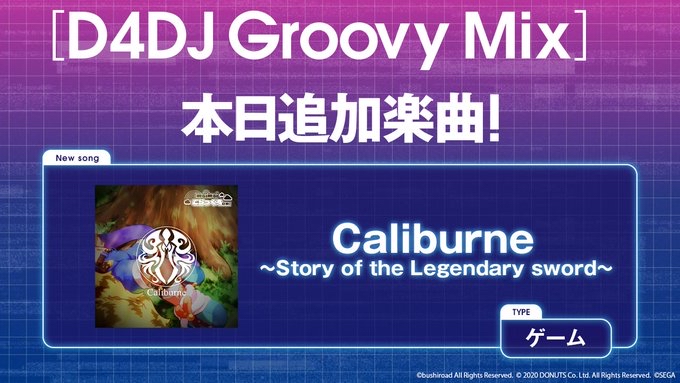 [D4DJ Groovy Mix]
本日追加楽曲!
New song
Caliburne
Caliburne
~Story of the Legendary sword~
TYPE
ゲーム
©bushiroad All Rights Reserved. © 2020 DONUTS Co. Ltd. All Rights Reserved. ©SEGA